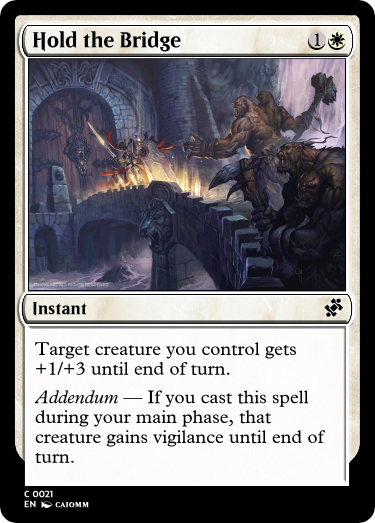 Hold the Bridge 1
Instant
Target creature you control gets
+1/+3 until end of turn.
Addendum — If you cast this spell
during your main phase, that
creature gains vigilance until end of
turn.
C 0021
EN CAIOMM